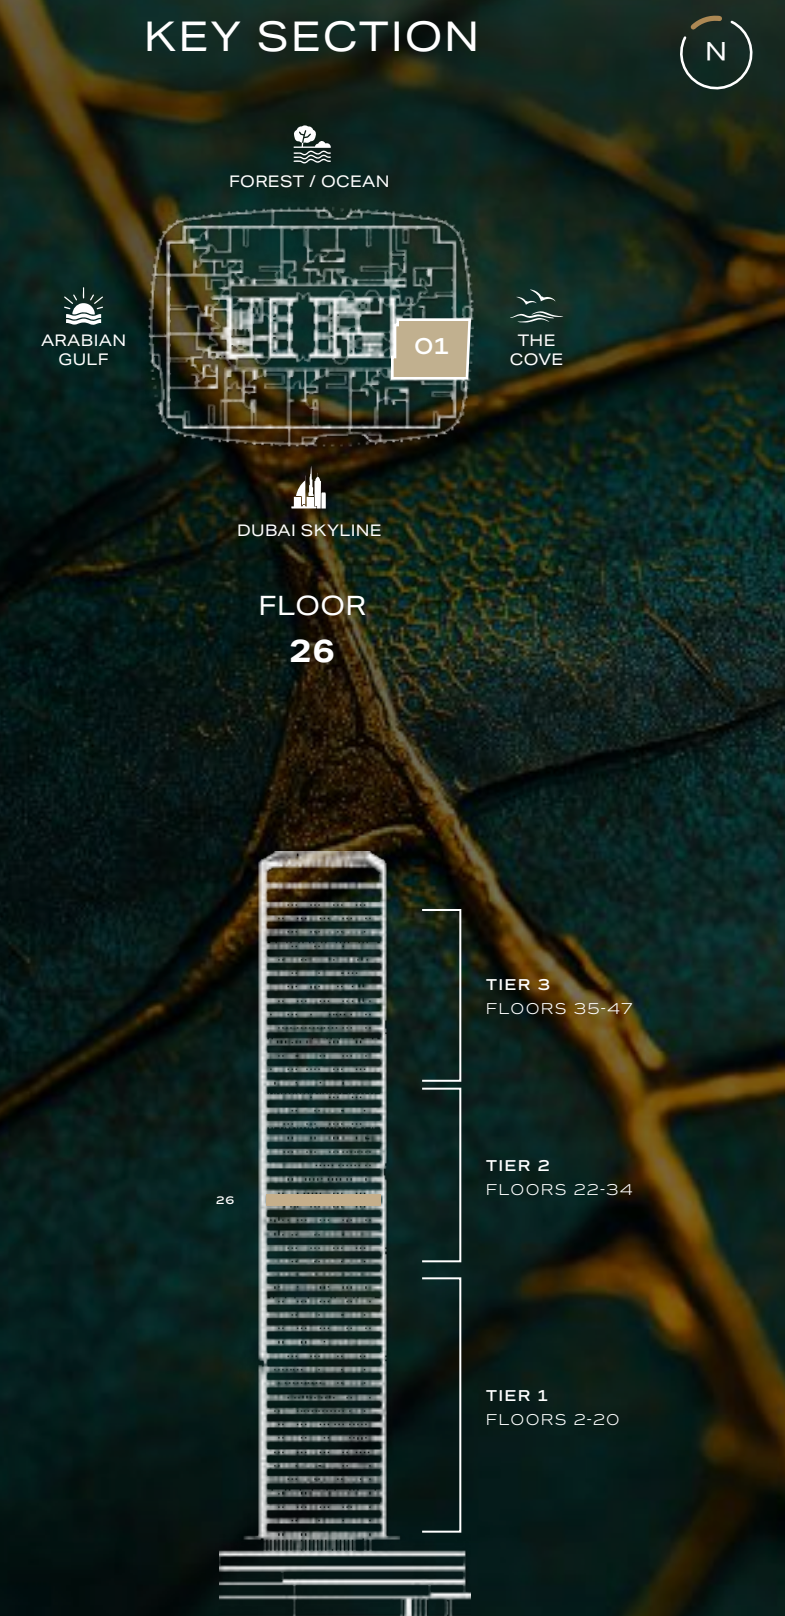 KEY SECTION
N
FOREST / OCEAN
ARABIAN
GULF
01
THE
COVE
DUBAI SKYLINE
FLOOR
26
TIER 3
FLOORS 35-47
TIER 2
FLOORS 22-34
26
TIER 1
FLOORS 2-20